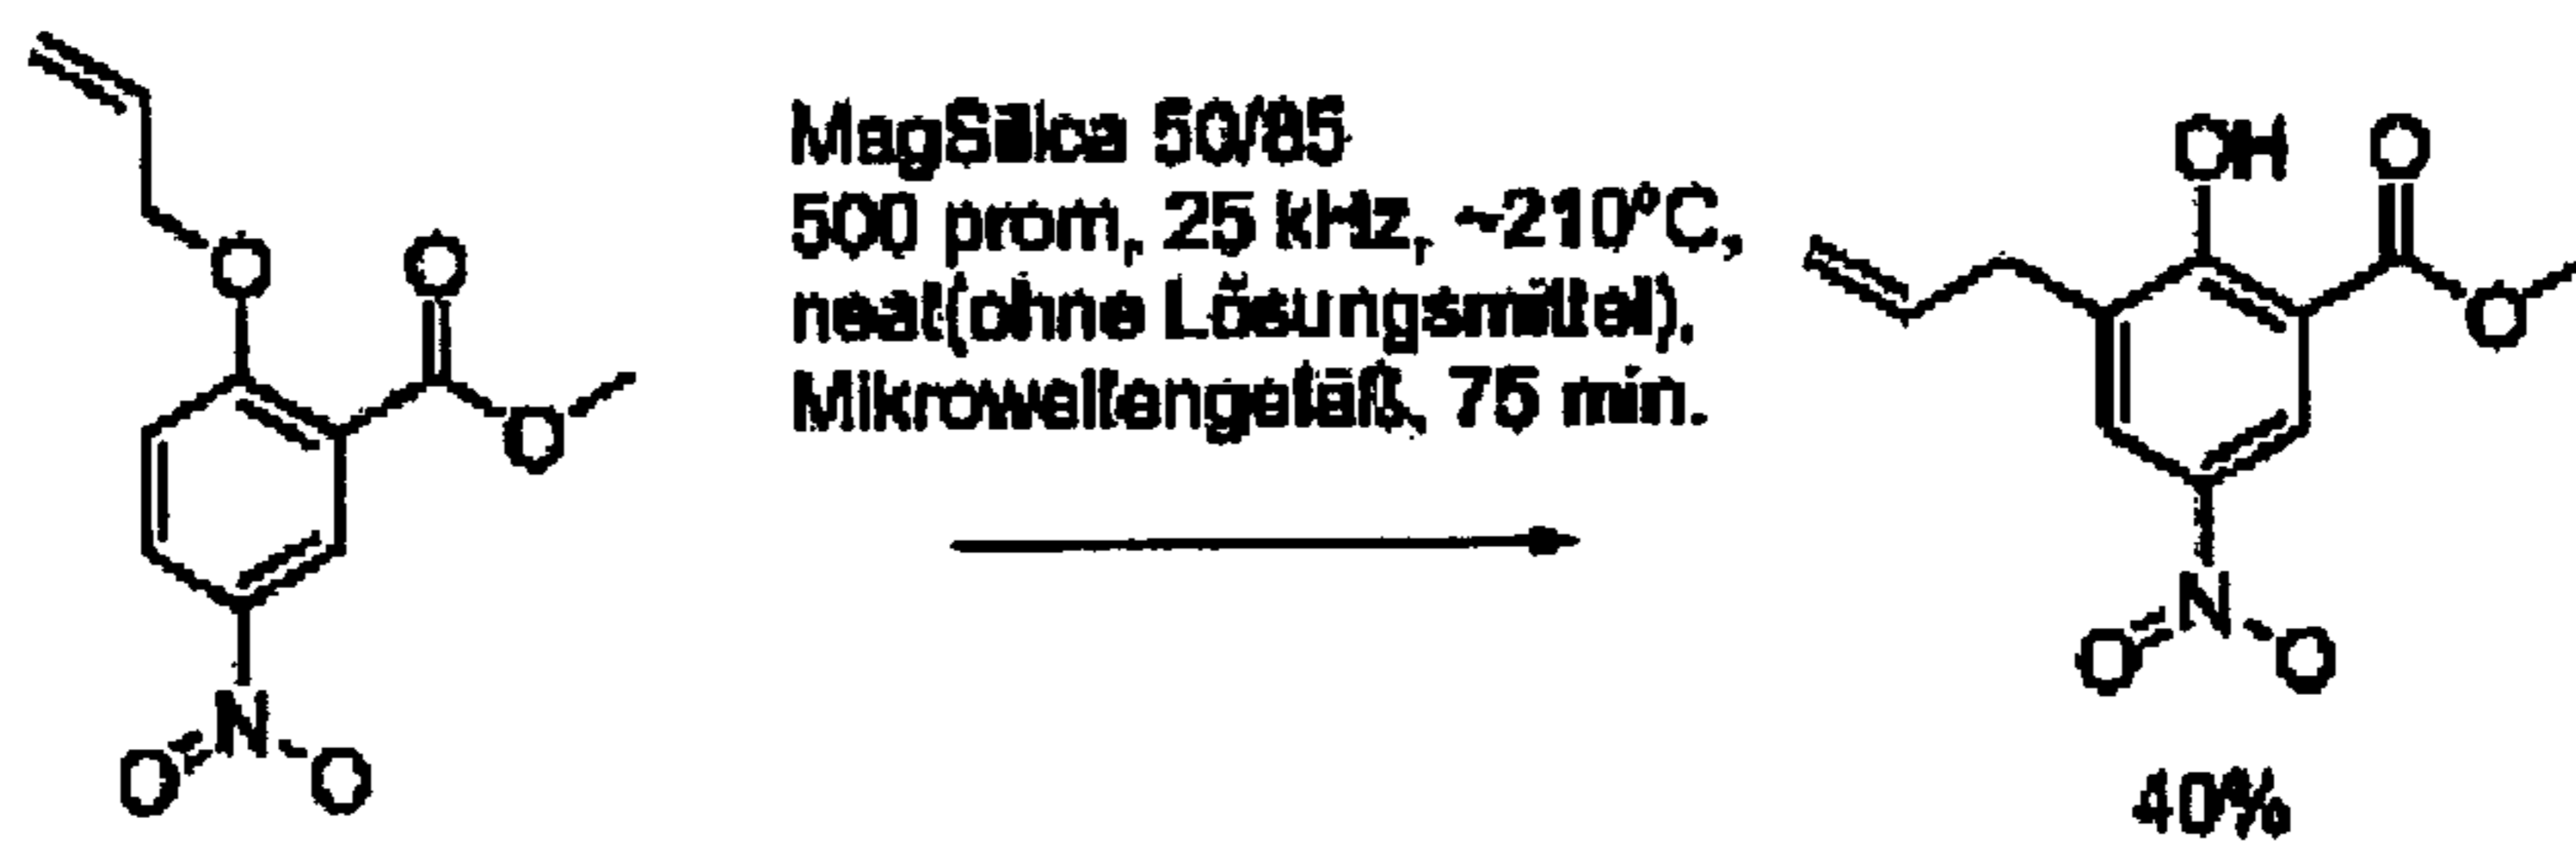 MagSilica 50/85
500 prom, 25 kHz, ~210°C,
neat(ohne Lösungsmittel),
Mikrowellengefäß, 75 min.
O
O
O
N
O
O
OH
O
O
N
O
O
40%